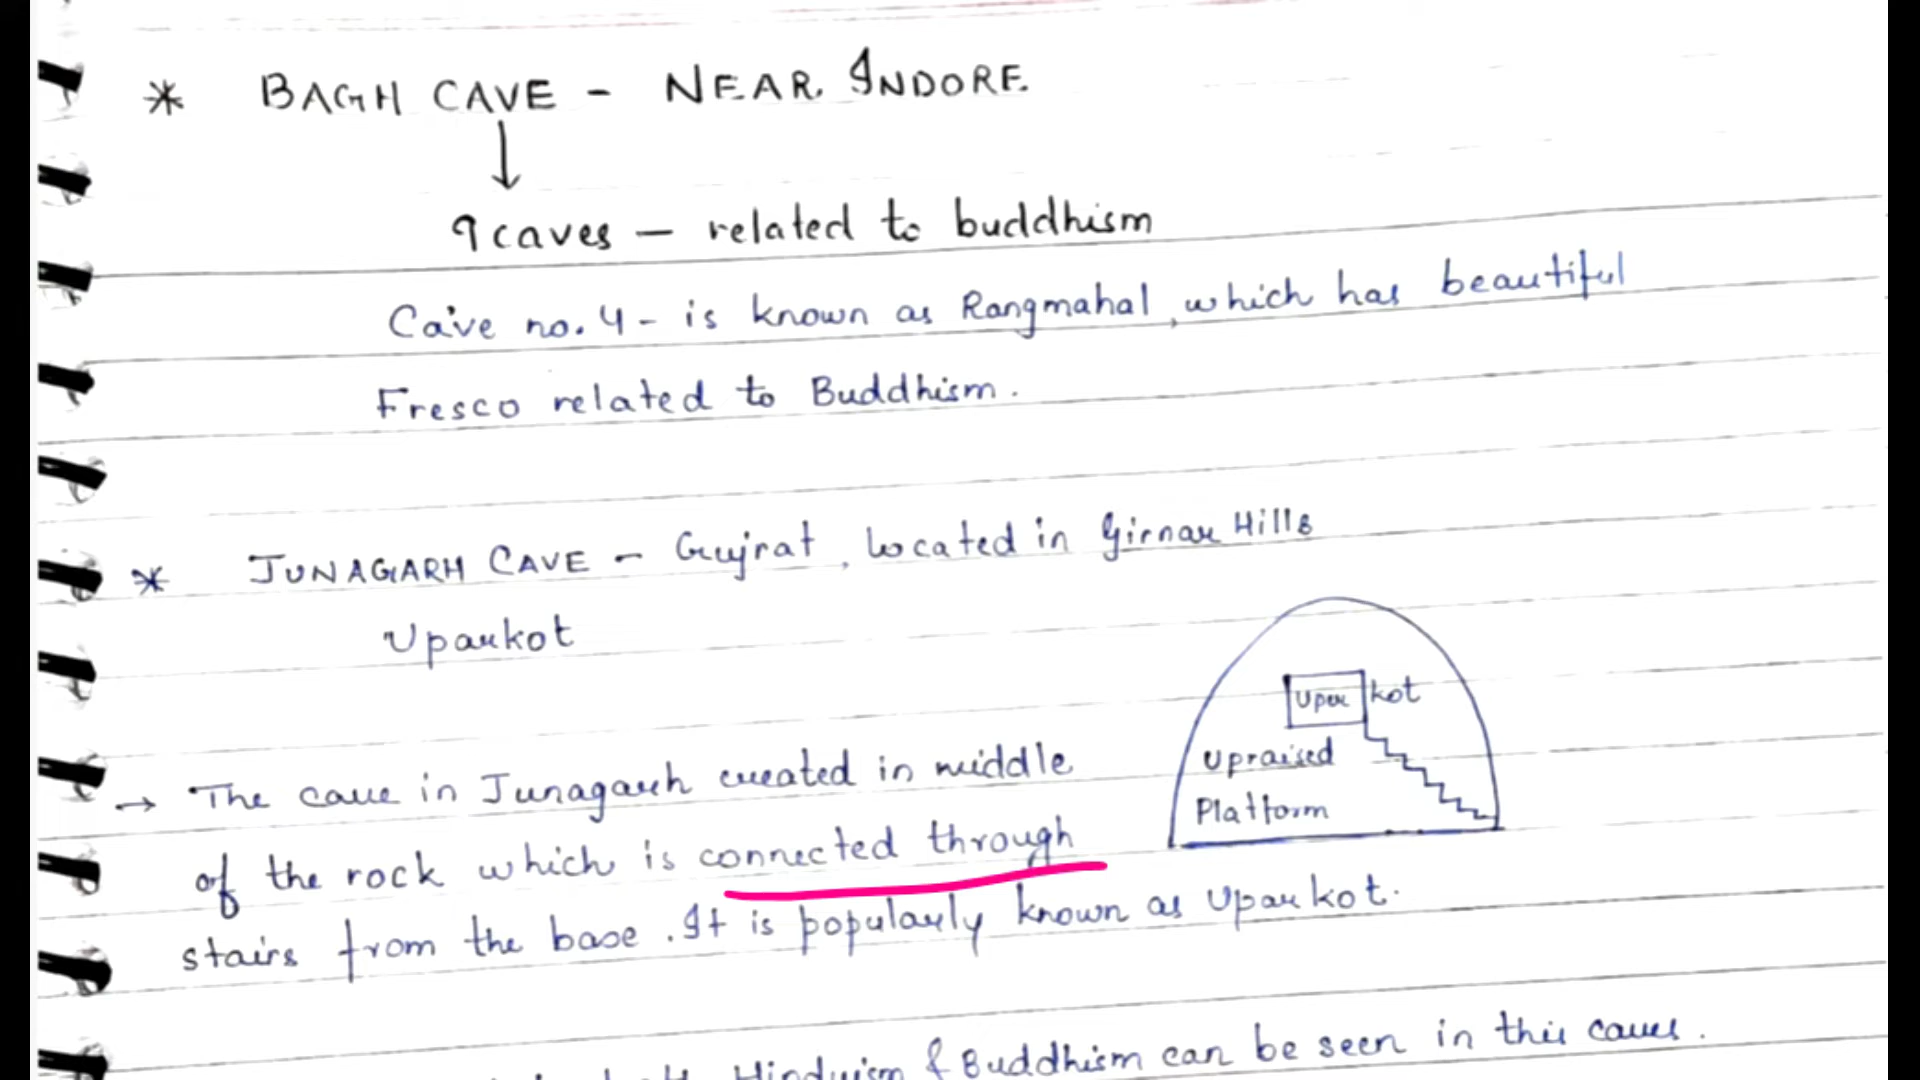 * BAGH CAVE - NEAR INDORE.
9 caves - related to buddhism
Cave no. 4 - is known as Rangmahal, which has beautiful
Fresco related to Buddhism.
* JUNAGARH CAVE - Gujrat, located in Girnar Hills
Uparkot
Upar kot
Upraised
Platform
→ The cave in Junagarh created in middle
of the rock which is connected through
stairs from the base. It is popularly known as Uparkot.
Hinduism & Buddhism can be seen in this caves.